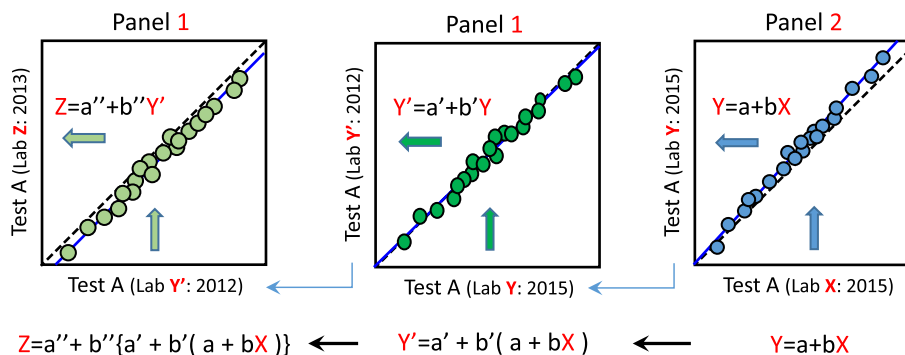 Panel 1
Panel 1
Panel 2
Test A (Lab Z: 2013)
Z=a’’+b’’Y’
Test A (Lab Y’: 2012)
Test A (Lab Y’: 2012)
Y’=a’+b’Y
Test A (Lab Y: 2015)
Test A (Lab Y: 2015)
Y=a+bX
Test A (Lab X: 2015)
Z=a’’+ b’’{a’ + b’( a + bX )}
Y’=a’ + b’( a + bX )
Y=a+bX